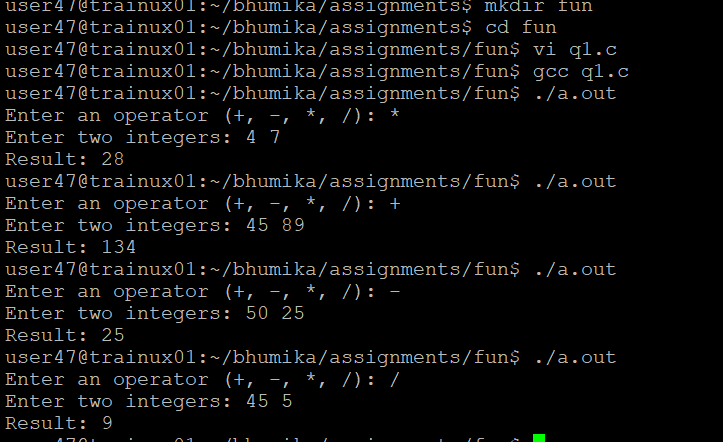 user47@trainux01:~/bhumika/assignments$ mkdir fun
user47@trainux01:~/bhumika/assignments$ cd fun
user47@trainux01:~/bhumika/assignments/fun$ vi q1.c
user47@trainux01:~/bhumika/assignments/fun$ gcc q1.c
user47@trainux01:~/bhumika/assignments/fun$ ./a.out
Enter an operator (+, -, *, /): *
Enter two integers: 4 7
Result: 28
user47@trainux01:~/bhumika/assignments/fun$ ./a.out
Enter an operator (+, -, *, /): +
Enter two integers: 45 89
Result: 134
user47@trainux01:~/bhumika/assignments/fun$ ./a.out
Enter an operator (+, -, *, /): -
Enter two integers: 50 25
Result: 25
user47@trainux01:~/bhumika/assignments/fun$ ./a.out
Enter an operator (+, -, *, /): /
Enter two integers: 45 5
Result: 9